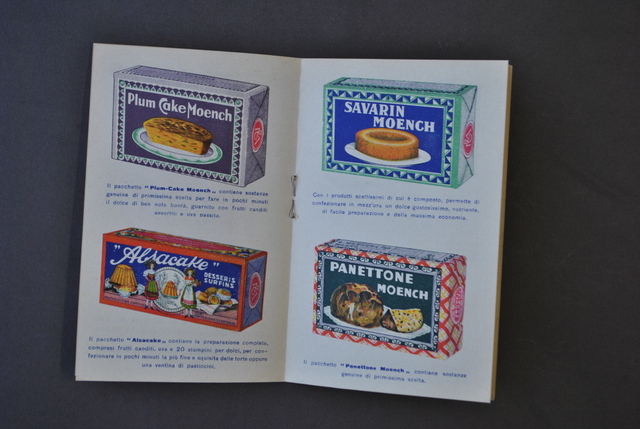 Plum Cake Moench
Il pacchetto "Plum-Cake Moench„ contiene sostanze
genuine di primissima scelta per fare in pochi minuti
il dolce di ben nota bontà, guarnito con frutti canditi
assortiti e uva passita.
"Alsacake"
DESSERTS
SURFINS
Il pacchetto "Alsacake„ contiene la preparazione completa,
compresi frutti canditi, uva e 20 stampini per dolci, per con-
fezionare in pochi minuti la più fine e squisita delle torte oppure
una ventina di pasticcini.
SAVARIN
MOENCH
Con i prodotti sceltissimi di cui è composto, permette di
confezionare in mezz'ora un dolce gustosissimo, nutriente,
di facile preparazione e della massima economia.
PANETTONE
MOENCH
Il pacchetto "Panettone Moench„ contiene sostanze
genuine di primissima scelta.